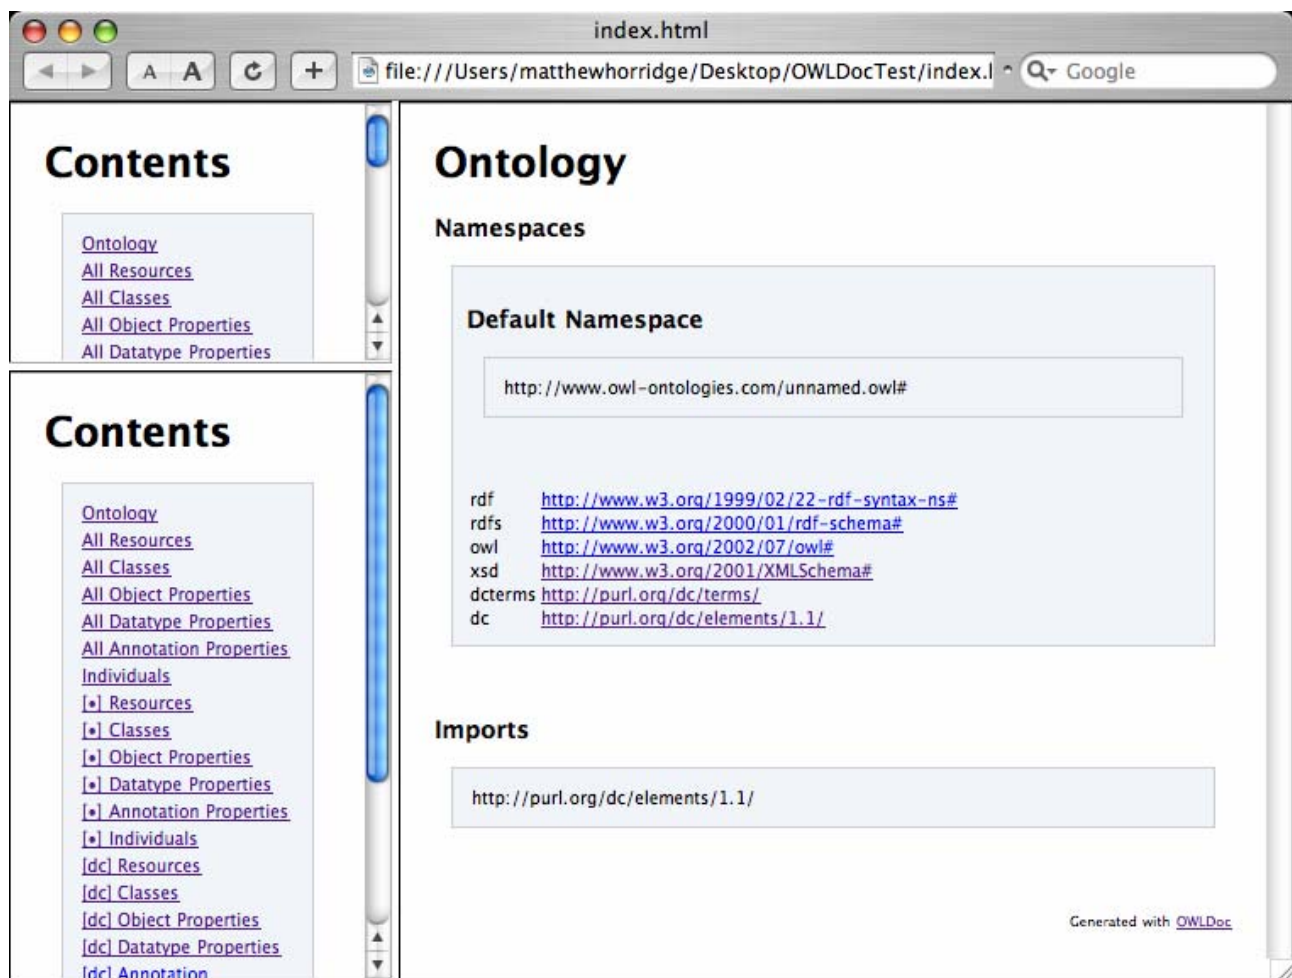 index.html
A A + file:///Users/matthewhorridge/Desktop/OWLDocTest/index. Google
Contents
Ontology
All Resources
All Classes
All Object Properties
All Datatype Properties
Contents
Ontology
All Resources
All Classes
All Object Properties
All Datatype Properties
All Annotation Properties
Individuals
[•] Resources
[•] Classes
[•] Object Properties
[•] Datatype Properties
[•] Annotation Properties
[•] Individuals
[dc] Resources
[dc] Classes
[dc] Object Properties
[dc] Datatype Properties
[dc] Annotation
Ontology
Namespaces
Default Namespace
http://www.owl-ontologies.com/unnamed.owl#
rdf http://www.w3.org/1999/02/22-rdf-syntax-ns#
rdfs http://www.w3.org/2000/01/rdf-schema#
owl http://www.w3.org/2002/07/owl#
xsd http://www.w3.org/2001/XMLSchema#
dcterms http://purl.org/dc/terms/
dc http://purl.org/dc/elements/1.1/
Imports
http://purl.org/dc/elements/1.1/
Generated with OWLDoc